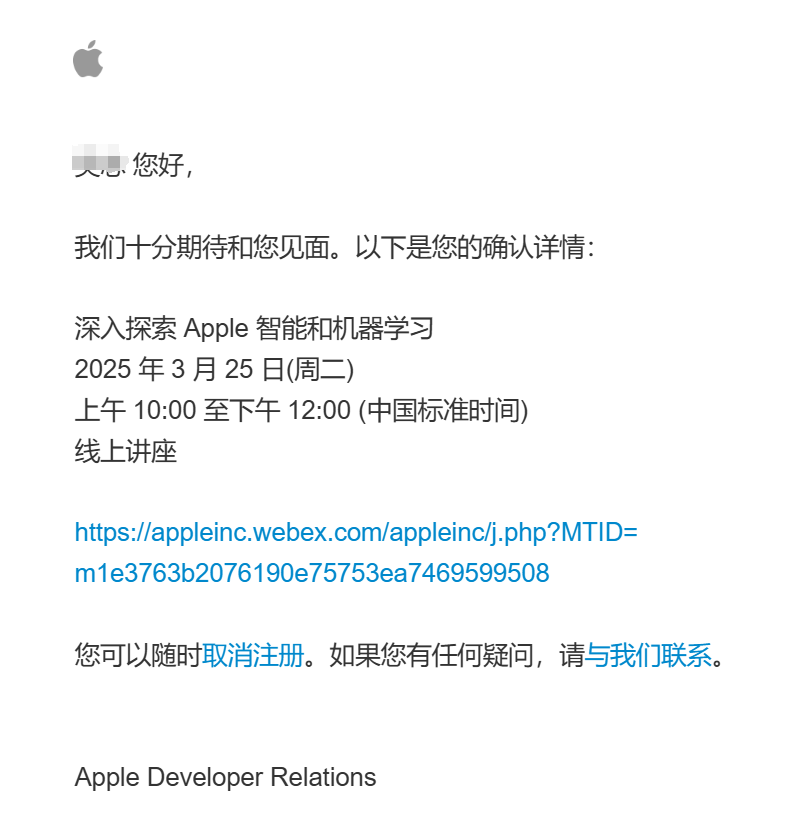 您好，
我们十分期待和您见面。以下是您的确认详情：
深入探索 Apple 智能和机器学习
2025 年 3 月 25 日(周二)
上午 10:00 至下午 12:00 (中国标准时间)
线上讲座
https://appleinc.webex.com/appleinc/j.php?MTID=
m1e3763b2076190e75753ea7469599508
您可以随时取消注册。如果您有任何疑问，请与我们联系。
Apple Developer Relations